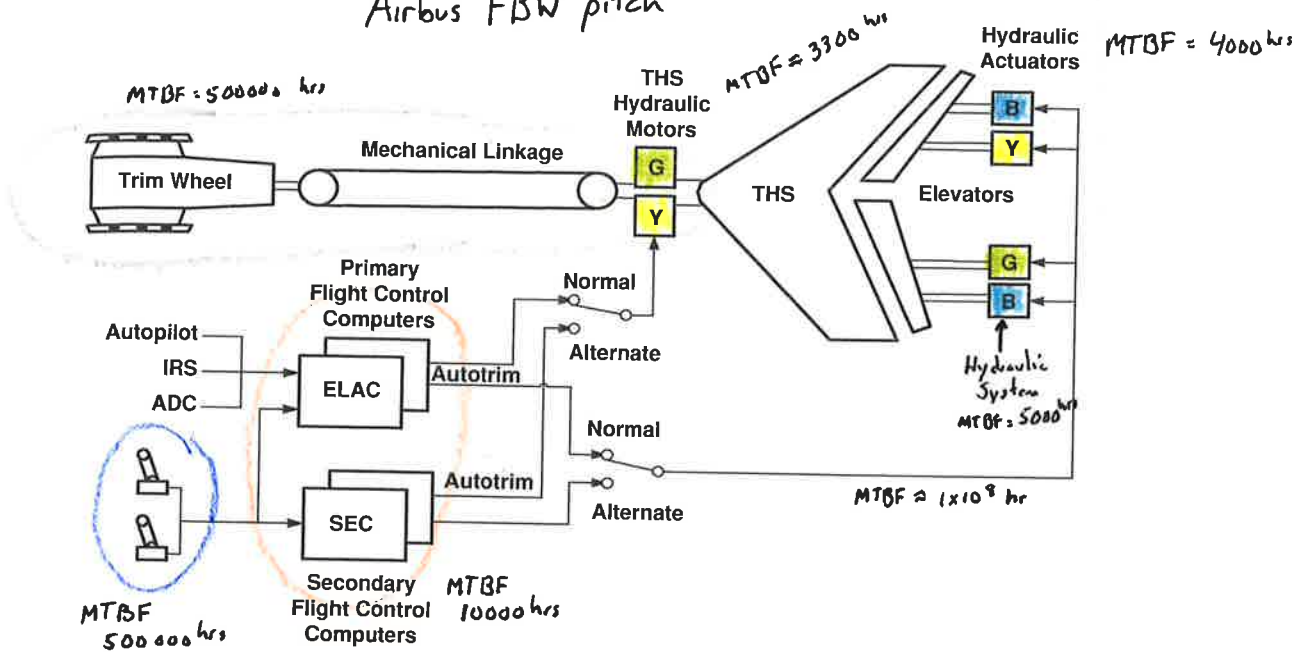 Airbus FBW pitch
MTBF = 500000 hrs
THS
Hydraulic
Motors
MTBF ≈ 3300 hrs
Hydraulic
Actuators
MTBF = 4000 hrs
Trim Wheel
Mechanical Linkage
G
Y
THS
Elevators
B
Y
G
B
Hydraulic
System
MTBF = 5000 hrs
Primary
Flight Control
Computers
Normal
Alternate
Autopilot
IRS
ADC
ELAC
Autotrim
Normal
Alternate
MTBF ≈ 1x10⁸ hr
SEC
Autotrim
Secondary
Flight Control
Computers
MTBF
10000 hrs
MTBF
500000 hrs